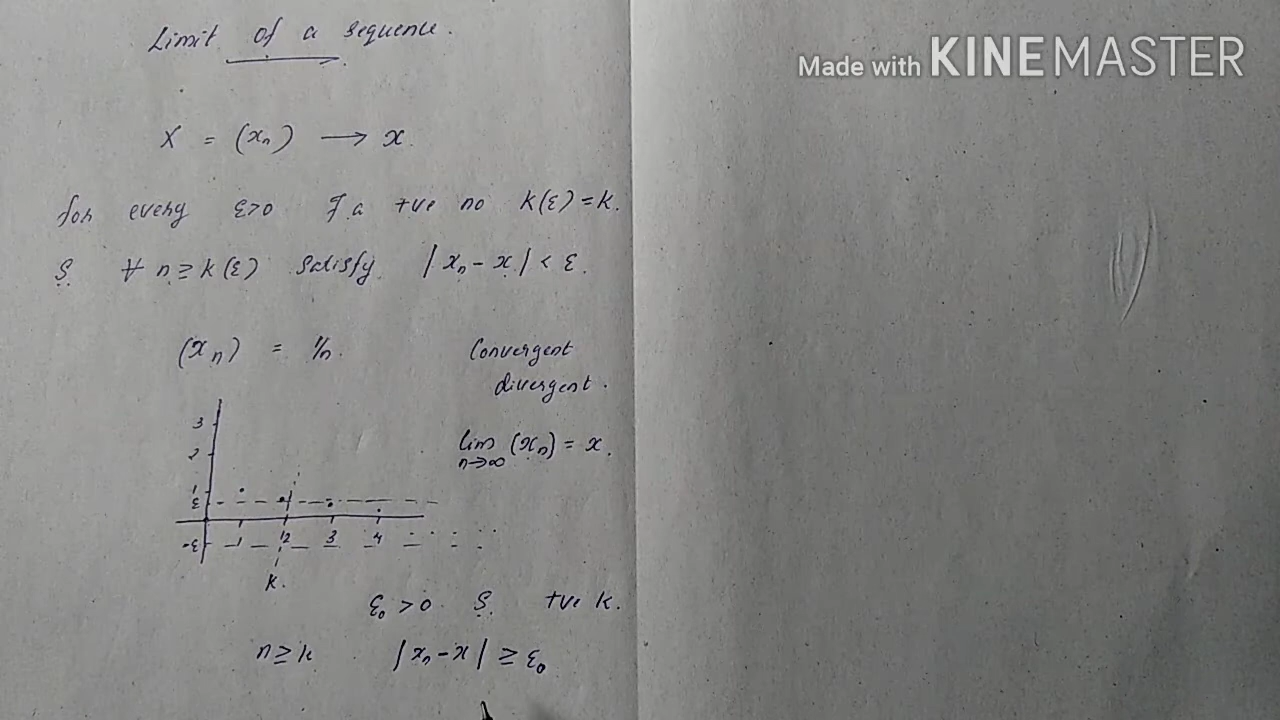 Limit of a sequence.
Made with KINEMASTER
X = (xₙ) → x.
for every ε>0 ∃ a +ve no K(ε)=K.
Ş ∀ n ≥ K(ε) satisfy |xₙ - x| < ε.
(xₙ) = 1/n.
Convergent
divergent.
lim (xₙ) = x.
n→∞
3
2
1
ε
-ε 1 2 3 4
K.
ε₀ > 0 Ş +ve K.
n ≥ K |xₙ - x| ≥ ε₀